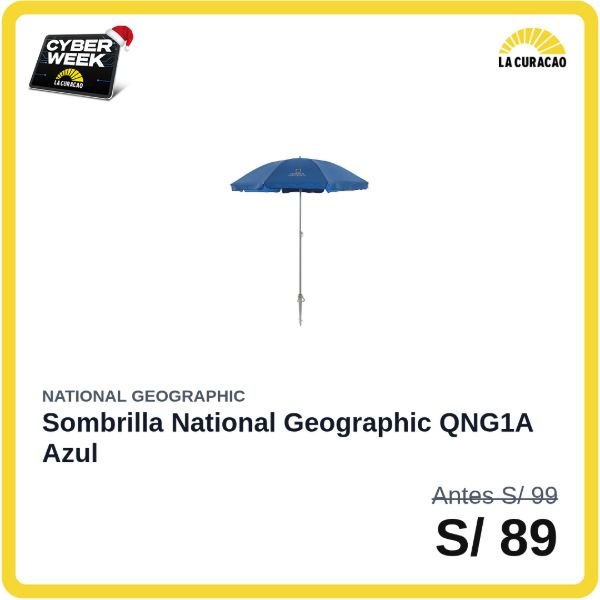 CYBER
WEEK
LA CURACAO
LA CURACAO
NATIONAL GEOGRAPHIC
Sombrilla National Geographic QNG1A
Azul
Antes S/ 99
S/ 89